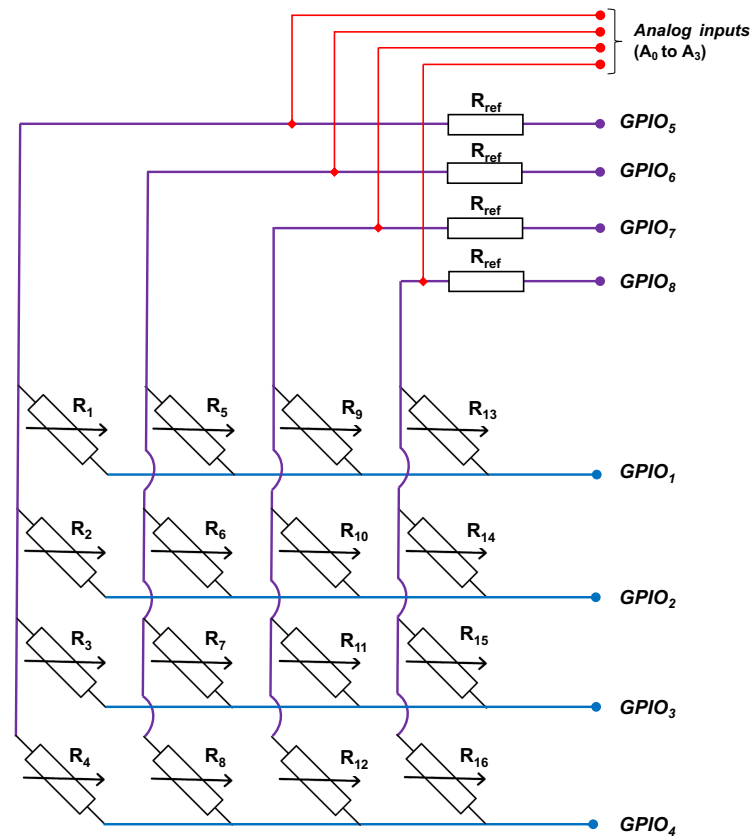 Analog inputs
(A0 to A3)
Rref
GPIO5
Rref
GPIO6
Rref
GPIO7
Rref
GPIO8
R1
R5
R9
R13
GPIO1
R2
R6
R10
R14
GPIO2
R3
R7
R11
R15
GPIO3
R4
R8
R12
R16
GPIO4